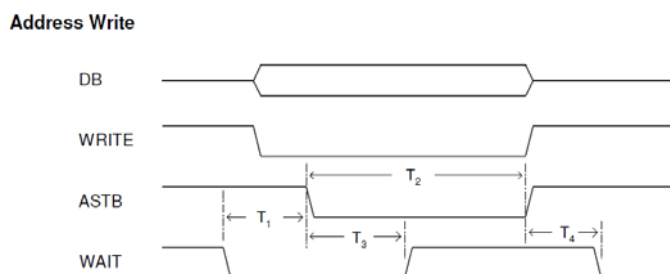 Address Write
DB
WRITE
T2
ASTB
T1
T3
T4
WAIT